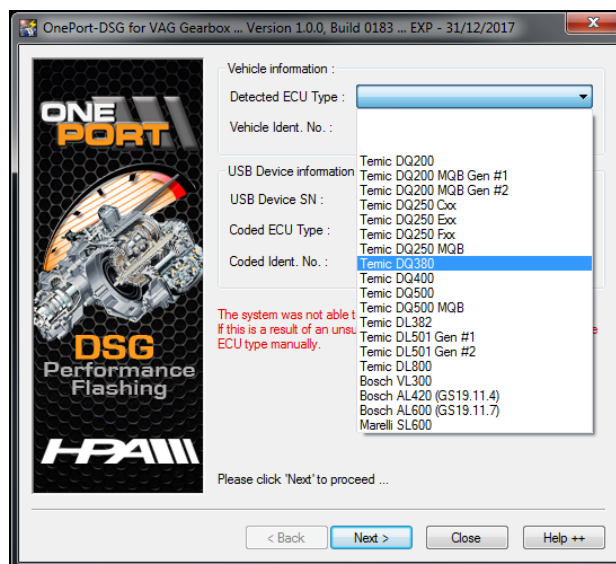 OnePort-DSG for VAG Gearbox ... Version 1.0.0, Build 0183 ... EXP - 31/12/2017
ONE
PORT
DSG
Performance
Flashing
HPA
Vehicle information :
Detected ECU Type :
Vehicle Ident. No. :
USB Device information
USB Device SN :
Coded ECU Type :
Coded Ident. No. :
Temic DQ200
Temic DQ200 MQB Gen #1
Temic DQ200 MQB Gen #2
Temic DQ250 Cxx
Temic DQ250 Exx
Temic DQ250 Fxx
Temic DQ250 MQB
Temic DQ380
Temic DQ400
Temic DQ500
Temic DQ500 MQB
Temic DL382
Temic DL501 Gen #1
Temic DL501 Gen #2
Temic DL800
Bosch VL300
Bosch AL420 (GS19.11.4)
Bosch AL600 (GS19.11.7)
Marelli SL600
The system was not able
If this is a result of an
ECU type manually.
Please click 'Next' to proceed ...
< Back
Next >
Close
Help ++